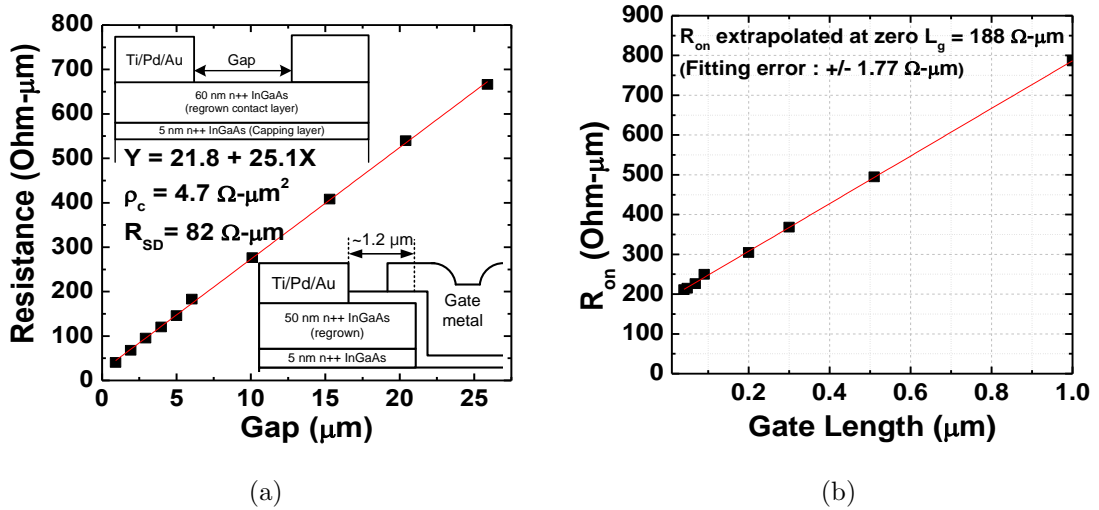 (a)
Resistance (Ohm-μm)
800
700
600
500
400
300
200
100
0
Ti/Pd/Au
Gap
60 nm n++ InGaAs
(regrown contact layer)
5 nm n++ InGaAs (Capping layer)
Y = 21.8 + 25.1X
ρc = 4.7 Ω-μm²
RSD= 82 Ω-μm
~1.2 μm
Ti/Pd/Au
Gate
metal
50 nm n++ InGaAs
(regrown)
5 nm n++ InGaAs
0 5 10 15 20 25
Gap (μm)
(b)
Ron (Ohm-μm)
900
800
700
600
500
400
300
200
100
0
Ron extrapolated at zero Lg = 188 Ω-μm
(Fitting error : +/- 1.77 Ω-μm)
0.2 0.4 0.6 0.8 1.0
Gate Length (μm)